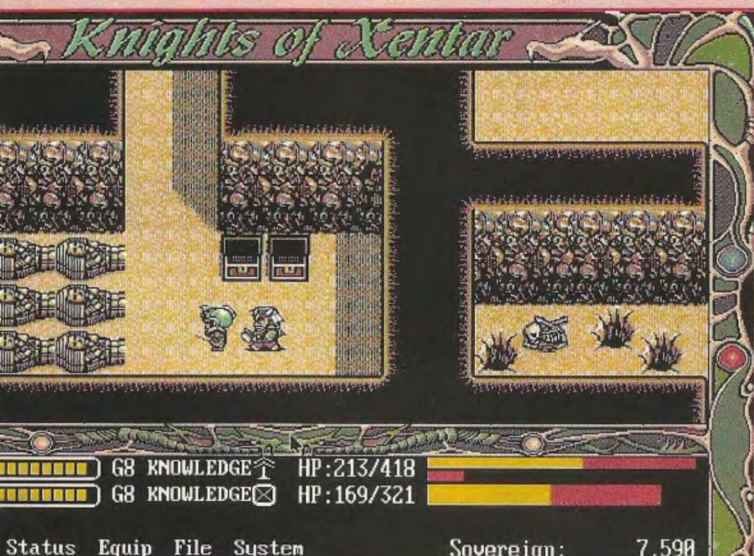 Knights of Xentar
G8 KNOWLEDGE HP:213/418
G8 KNOWLEDGE HP:169/321
Status Equip File System Sovereign: 7,590